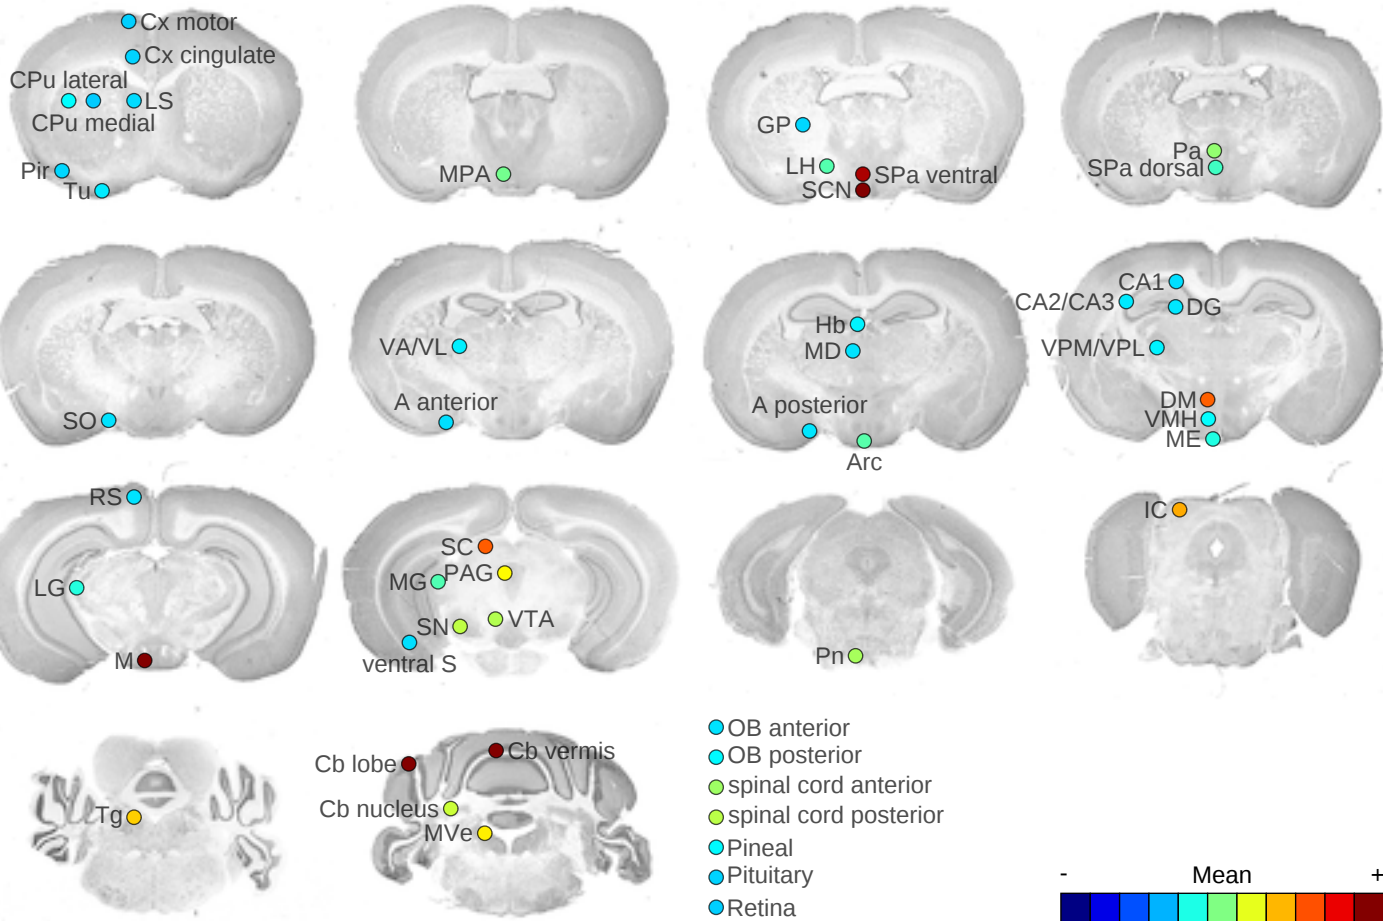 Cx motor
Cx cingulate
CPu lateral
LS
CPu medial
Pir
Tu
MPA
GP
LH
SPa ventral
SCN
Pa
SPa dorsal
SO
VA/VL
A anterior
Hb
MD
A posterior
Arc
CA1
CA2/CA3
DG
VPM/VPL
DM
VMH
ME
RS
LG
M
SC
MG
PAG
SN
VTA
ventral S
Pn
IC
Tg
Cb lobe
Cb vermis
Cb nucleus
MVe
OB anterior
OB posterior
spinal cord anterior
spinal cord posterior
Pineal
Pituitary
Retina
- Mean +